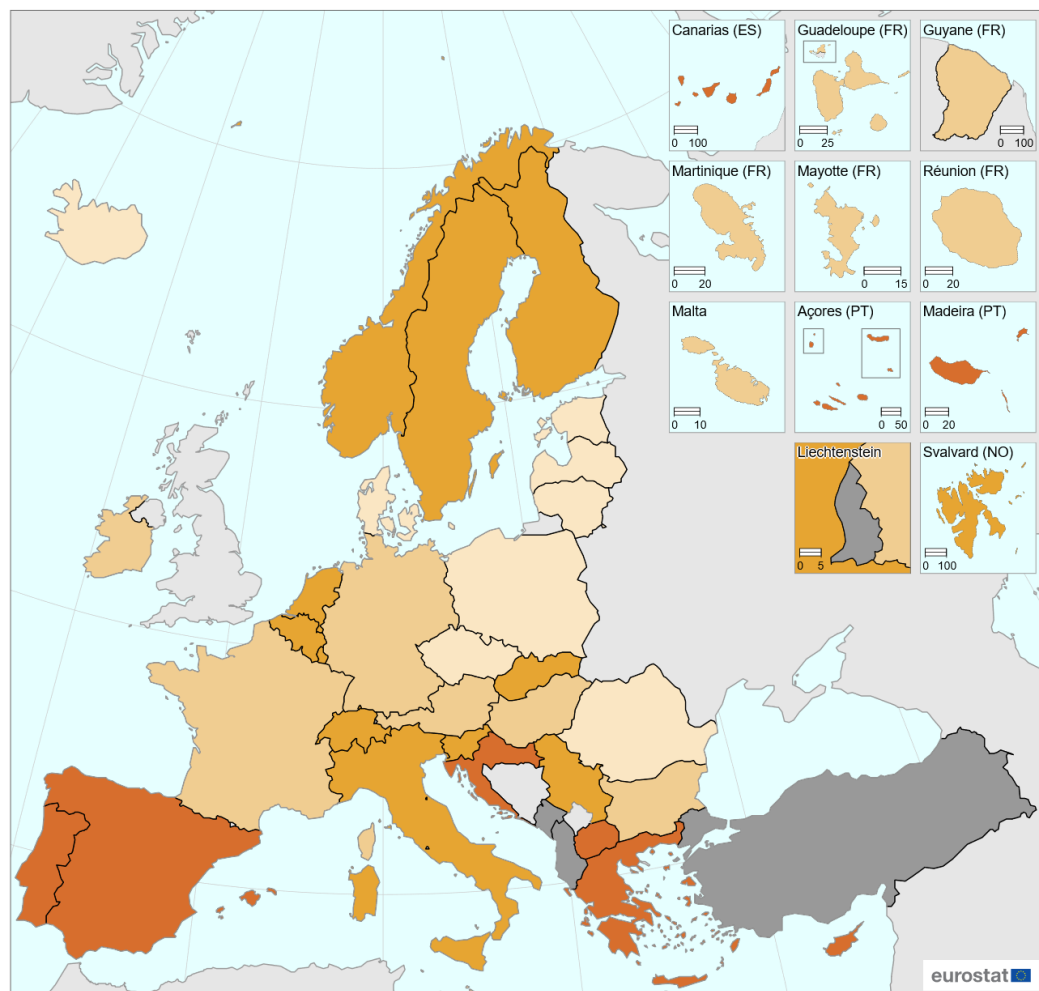 Canarias (ES)
0 100
Guadeloupe (FR)
0 25
Guyane (FR)
0 100
Martinique (FR)
0 20
Mayotte (FR)
0 15
Réunion (FR)
0 20
Malta
0 10
Açores (PT)
0 50
Madeira (PT)
0 20
Liechtenstein
0 5
Svalvard (NO)
0 100
eurostat